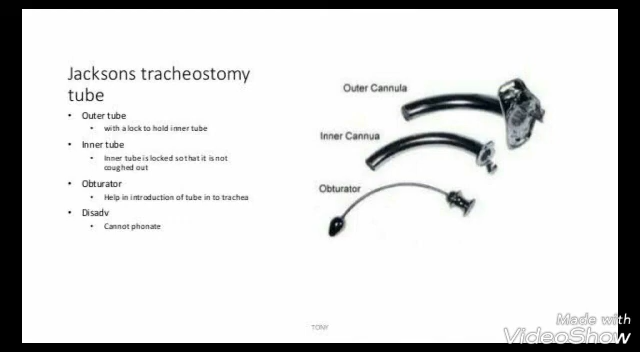 Jacksons tracheostomy
tube
• Outer tube
• with a lock to hold inner tube
• Inner tube
• Inner tube is locked so that it is not
coughed out
• Obturator
• Help in introduction of tube in to trachea
• Disadv
• Cannot phonate
Outer Cannula
Inner Cannua
Obturator
TONY
Made with
VideoShow